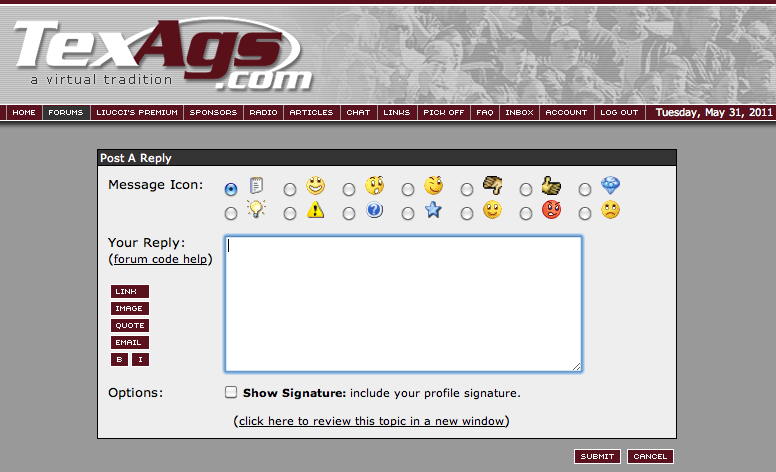 TexAgs
.com
a virtual tradition
HOME FORUMS LIUCCI'S PREMIUM SPONSORS RADIO ARTICLES CHAT LINKS PICK OFF FAQ INBOX ACCOUNT LOG OUT Tuesday, May 31, 2011
Post A Reply
Message Icon:
Your Reply:
(forum code help)
LINK
IMAGE
QUOTE
EMAIL
B I
Options: Show Signature: include your profile signature.
(click here to review this topic in a new window)
SUBMIT CANCEL